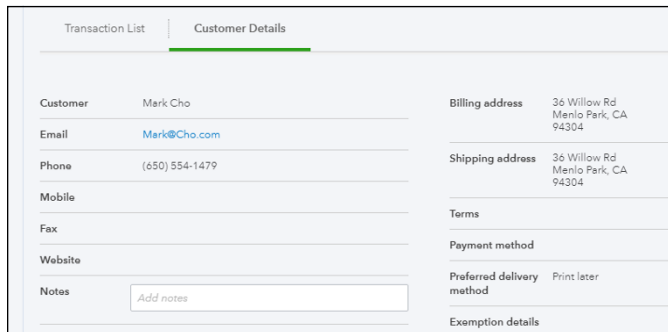 Transaction List
Customer Details
Customer Mark Cho
Email Mark@Cho.com
Phone (650) 554-1479
Mobile
Fax
Website
Notes Add notes
Billing address 36 Willow Rd
Menlo Park, CA
94304
Shipping address 36 Willow Rd
Menlo Park, CA
94304
Terms
Payment method
Preferred delivery Print later
method
Exemption details